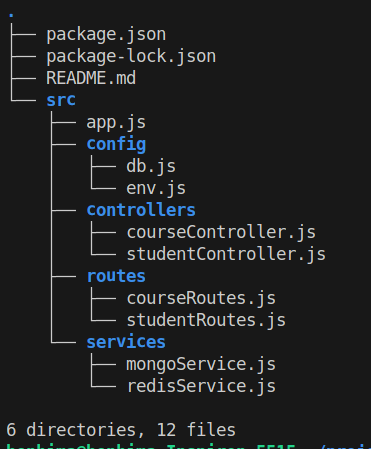 .
├── package.json
├── package-lock.json
├── README.md
└── src
    ├── app.js
    ├── config
    │   ├── db.js
    │   └── env.js
    ├── controllers
    │   ├── courseController.js
    │   └── studentController.js
    ├── routes
    │   ├── courseRoutes.js
    │   └── studentRoutes.js
    └── services
        ├── mongoService.js
        └── redisService.js

6 directories, 12 files